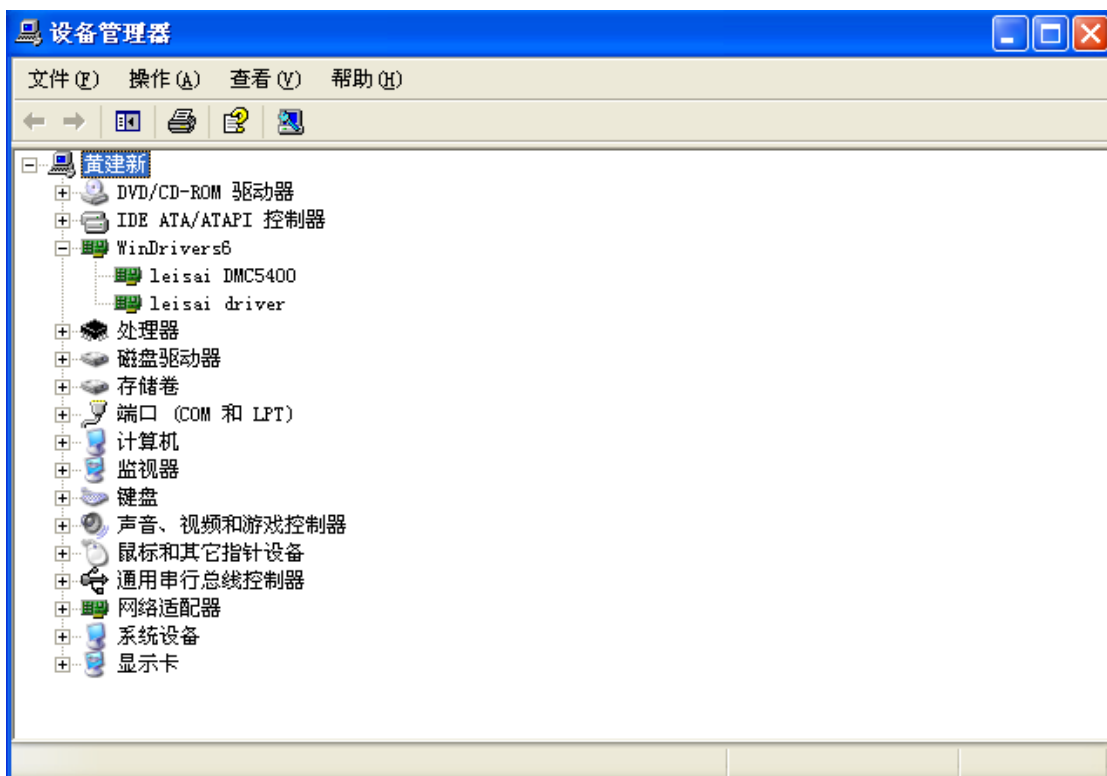 设备管理器
文件(F) 操作(A) 查看(V) 帮助(H)
黄建新
DVD/CD-ROM 驱动器
IDE ATA/ATAPI 控制器
WinDrivers6
leisai DMC5400
leisai driver
处理器
磁盘驱动器
存储卷
端口 (COM 和 LPT)
计算机
监视器
键盘
声音、视频和游戏控制器
鼠标和其它指针设备
通用串行总线控制器
网络适配器
系统设备
显示卡